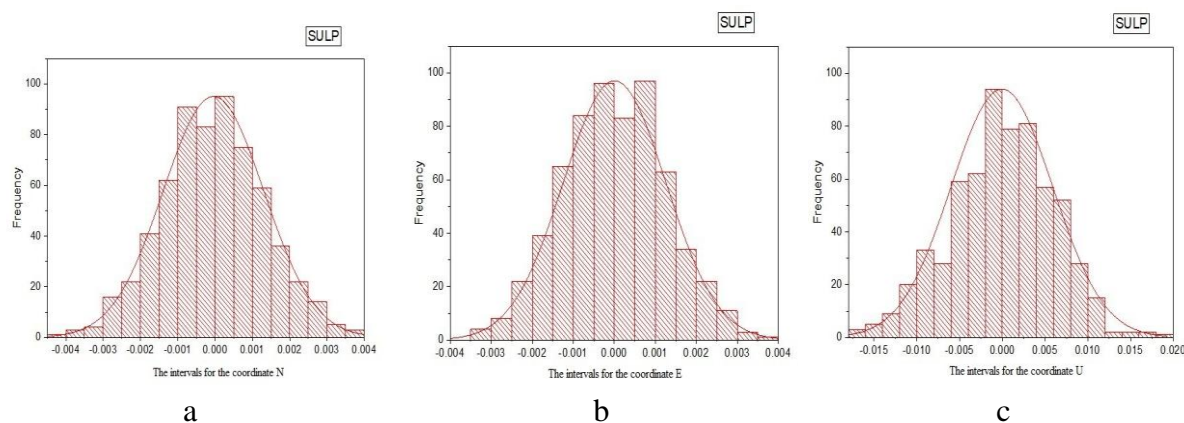 SULP
100
80
60
40
20
0
Frequency
-0.004 -0.003 -0.002 -0.001 0.000 0.001 0.002 0.003 0.004
The intervals for the coordinate N
a
SULP
100
80
60
40
20
0
Frequency
-0.004 -0.003 -0.002 -0.001 0.000 0.001 0.002 0.003 0.004
The intervals for the coordinate E
b
SULP
100
80
60
40
20
0
Frequency
-0.015 -0.010 -0.005 0.000 0.005 0.010 0.015 0.020
The intervals for the coordinate U
c